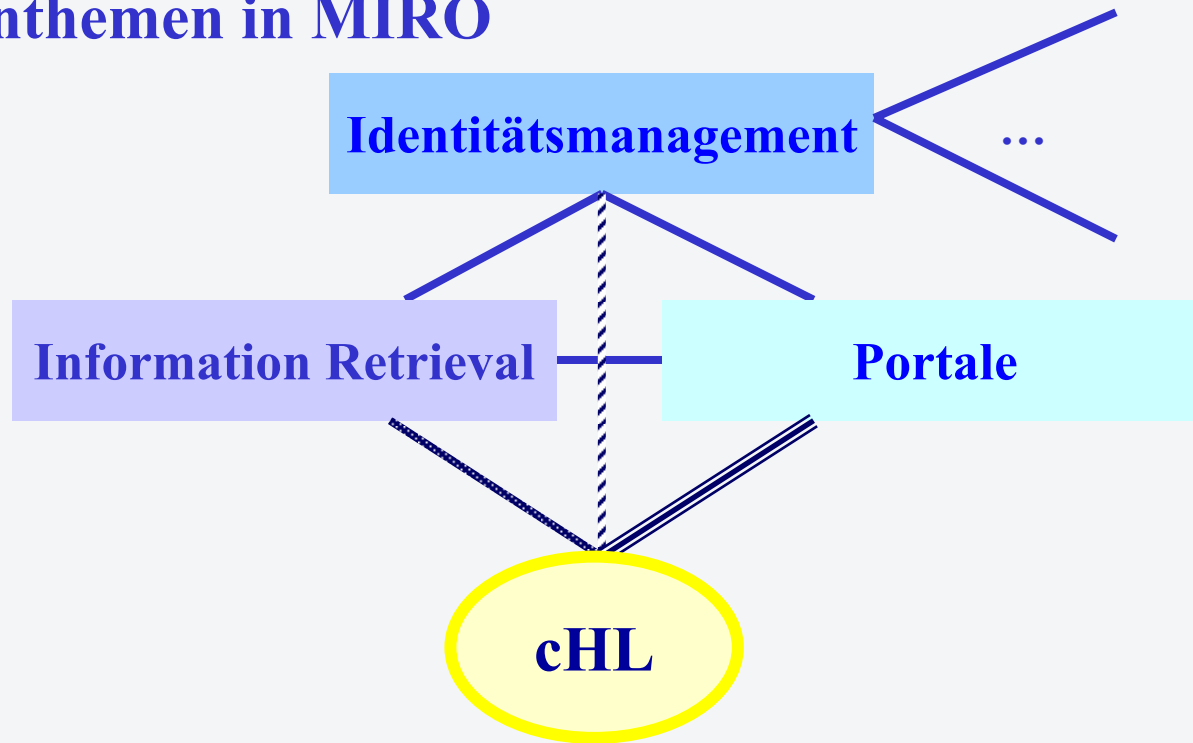 nthemen in MIRO
Identitätsmanagement
...
Information Retrieval
Portale
cHL